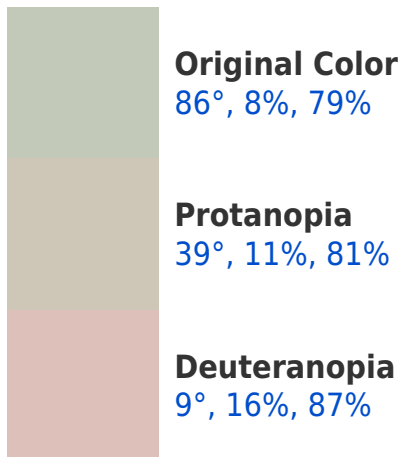 Original Color
86°, 8%, 79%
Protanopia
39°, 11%, 81%
Deuteranopia
9°, 16%, 87%